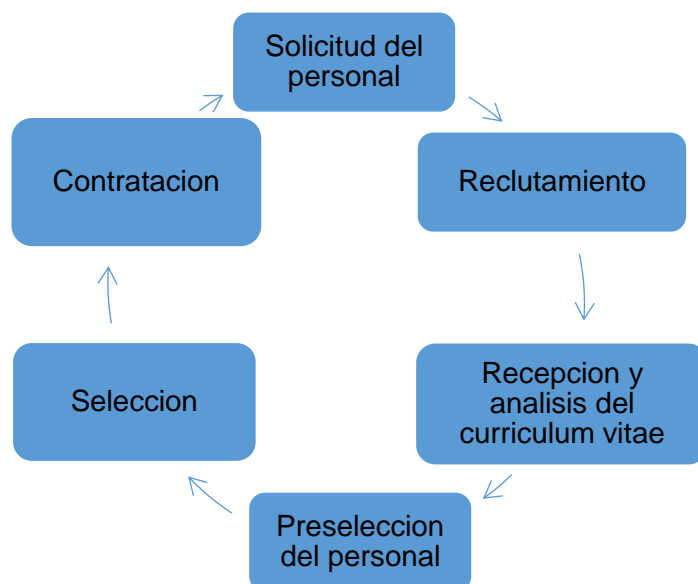 Solicitud del
personal
Reclutamiento
Recepcion y
analisis del
curriculum vitae
Preseleccion
del personal
Seleccion
Contratacion